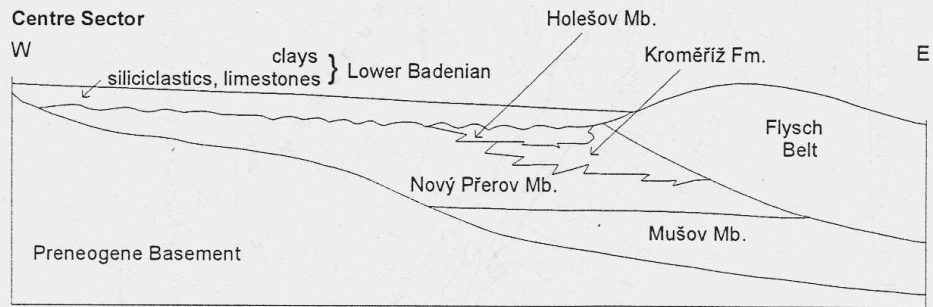 Centre Sector
W
E
Holešov Mb.
Kroměříž Fm.
clays
siliciclastics, limestones } Lower Badenian
Flysch
Belt
Nový Přerov Mb.
Mušov Mb.
Preneogene Basement